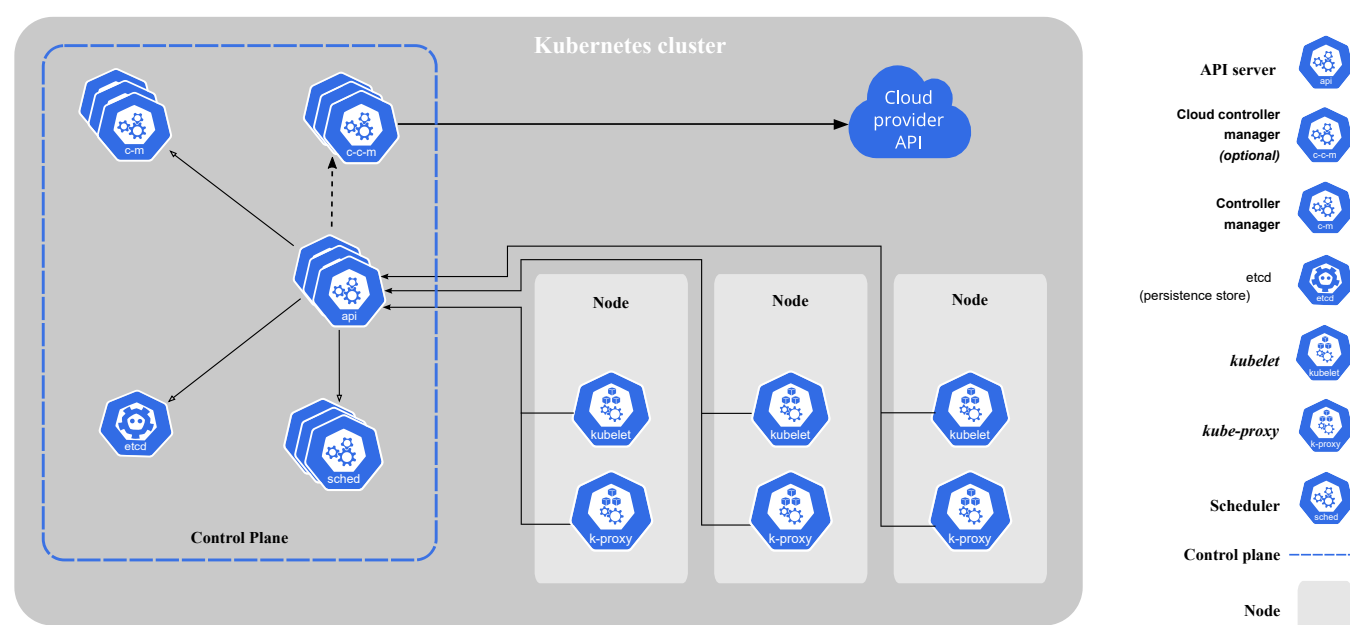 Kubernetes cluster
c-m
c-c-m
Cloud
provider
API
api
etcd
sched
Control Plane
Node
Node
Node
kubelet
kubelet
kubelet
k-proxy
k-proxy
k-proxy
API server
api
Cloud controller
manager
(optional)
c-c-m
Controller
manager
c-m
etcd
(persistence store)
etcd
kubelet
kubelet
kube-proxy
k-proxy
Scheduler
sched
Control plane
Node